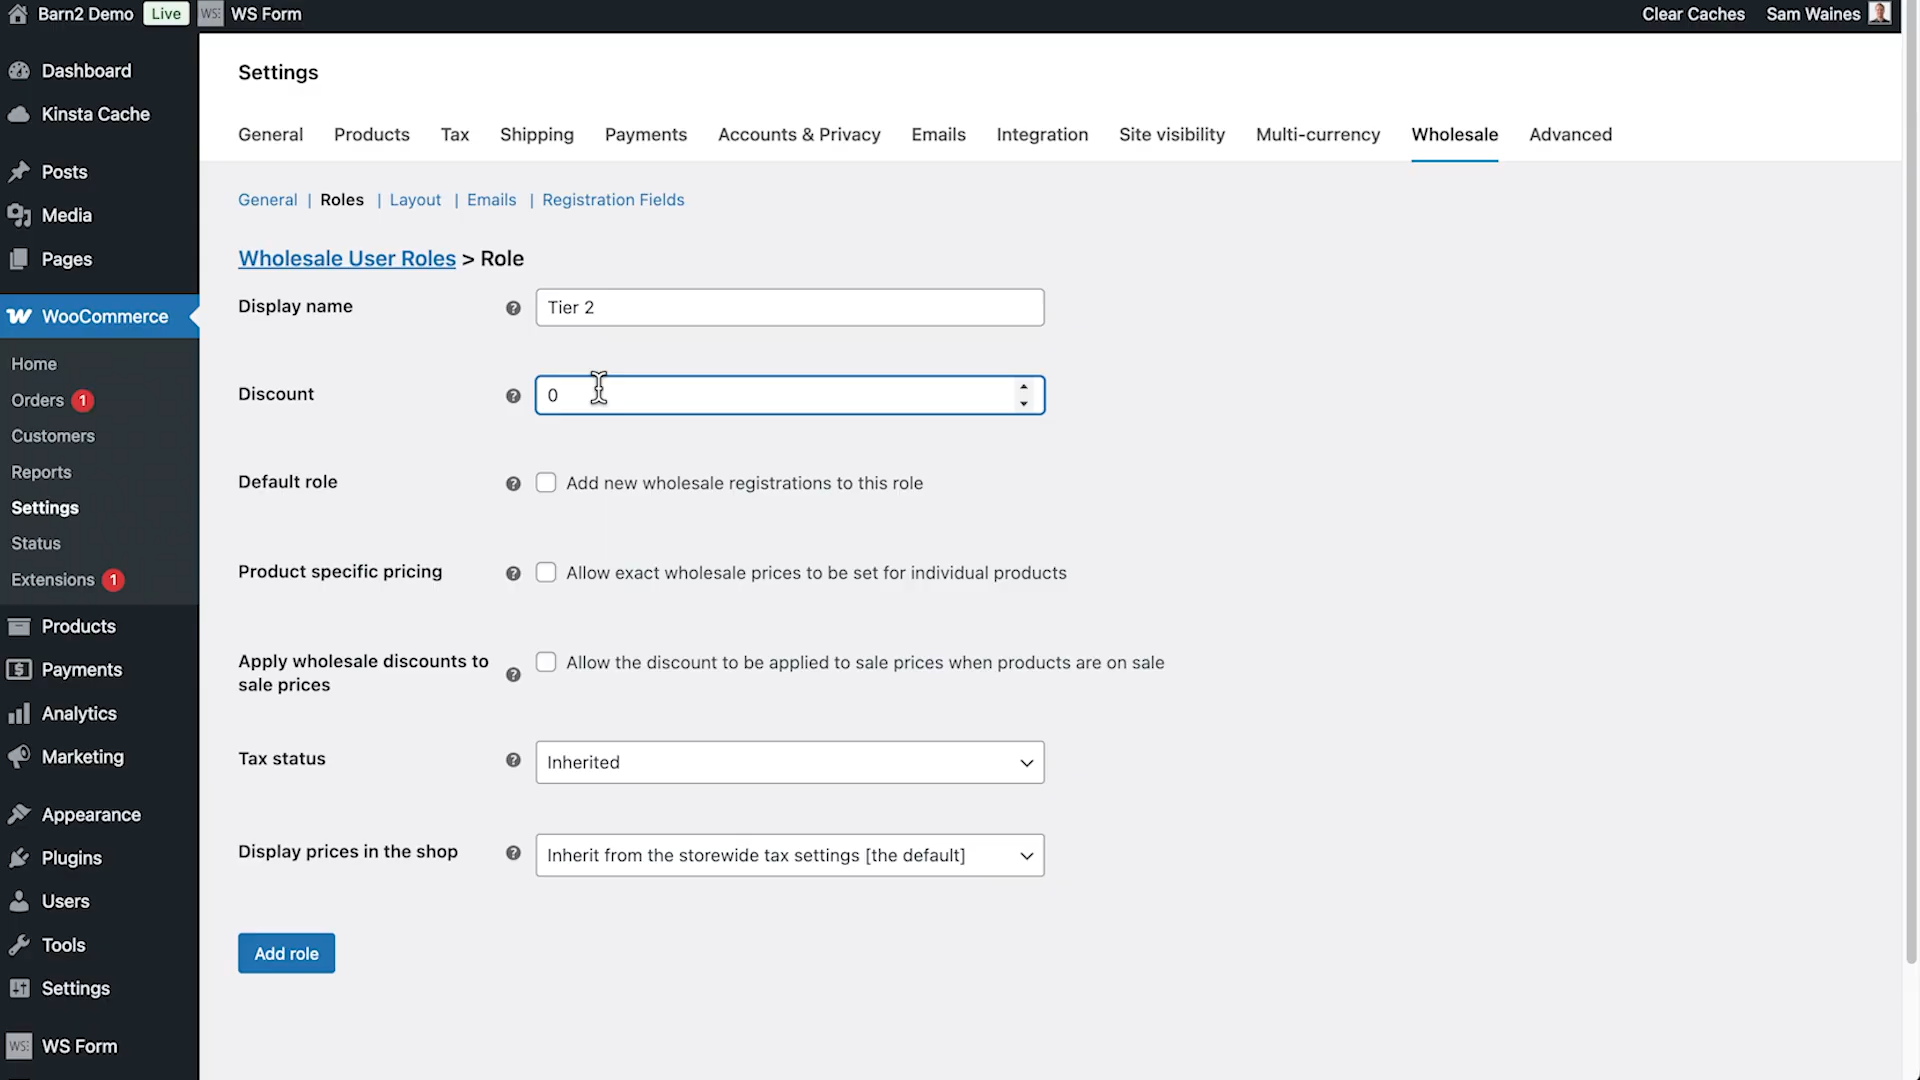 Barn2 Demo Live WS Form Clear Caches Sam Waines
Dashboard
Kinsta Cache
Posts
Media
Pages
WooCommerce
Home
Orders 1
Customers
Reports
Settings
Status
Extensions 1
Products
Payments
Analytics
Marketing
Appearance
Plugins
Users
Tools
Settings
WS Form
Settings
General Products Tax Shipping Payments Accounts & Privacy Emails Integration Site visibility Multi-currency Wholesale Advanced
General | Roles | Layout | Emails | Registration Fields
Wholesale User Roles > Role
Display name Tier 2
Discount 0
Default role Add new wholesale registrations to this role
Product specific pricing Allow exact wholesale prices to be set for individual products
Apply wholesale discounts to
sale prices
Allow the discount to be applied to sale prices when products are on sale
Tax status Inherited
Display prices in the shop Inherit from the storewide tax settings [the default]
Add role